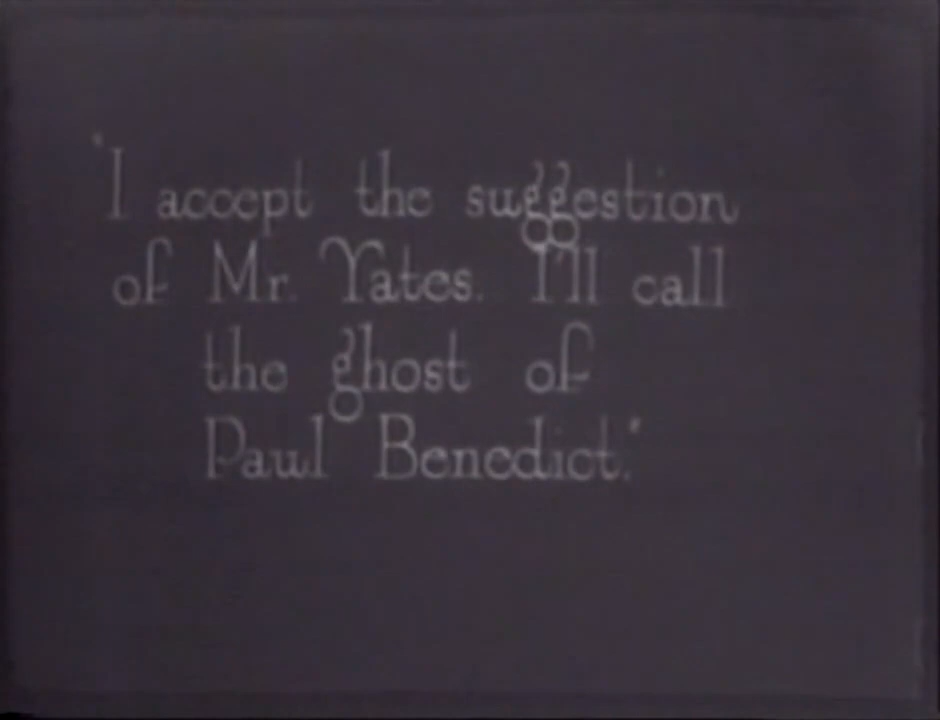 "I accept the suggestion
of Mr. Yates. I'll call
the ghost of
Paul Benedict."